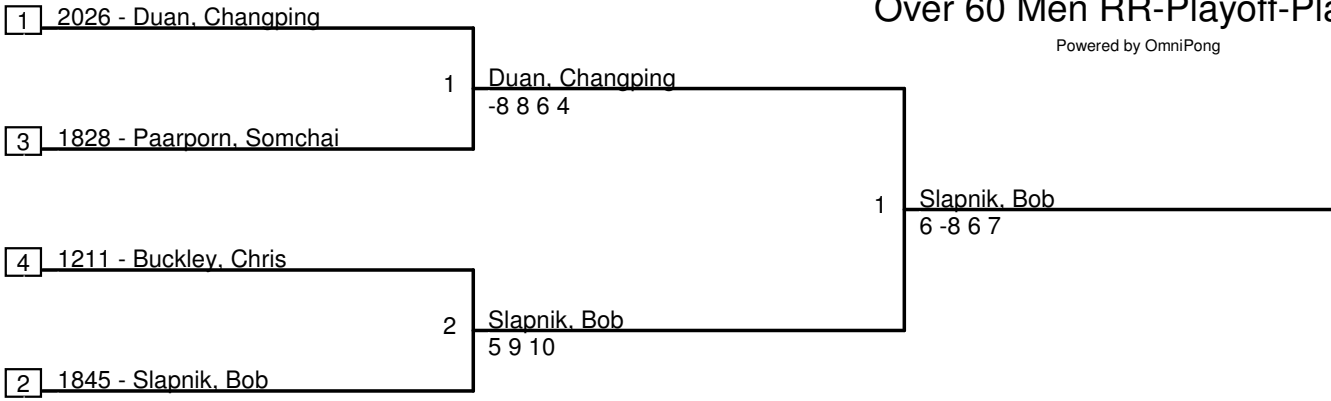 Over 60 Men RR-Playoff-Pla
Powered by OmniPong
1 2026 - Duan, Changping
1 Duan, Changping
-8 8 6 4
3 1828 - Paarporn, Somchai
1 Slapnik, Bob
6 -8 6 7
4 1211 - Buckley, Chris
2 Slapnik, Bob
5 9 10
2 1845 - Slapnik, Bob